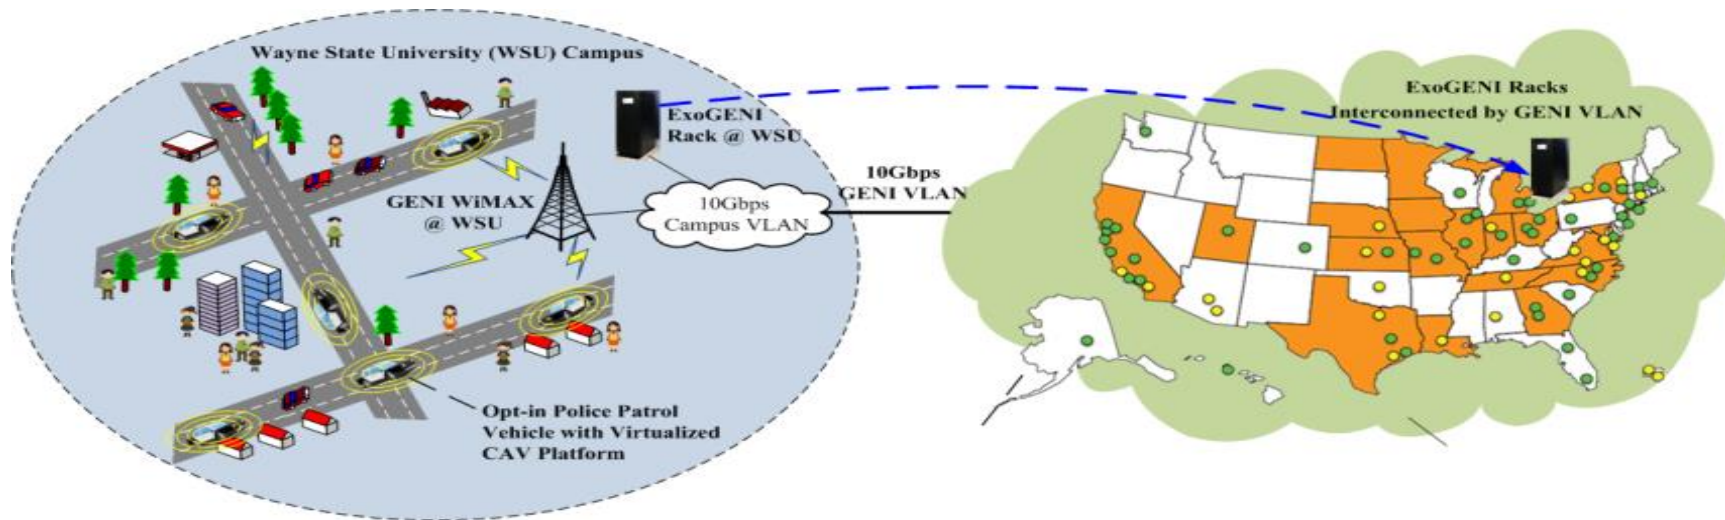 Wayne State University (WSU) Campus
ExoGENI
Rack @ WSU
GENI WiMAX
@ WSU
10Gbps
Campus VLAN
10Gbps
GENI VLAN
ExoGENI Racks
Interconnected by GENI VLAN
Opt-in Police Patrol
Vehicle with Virtualized
CAV Platform